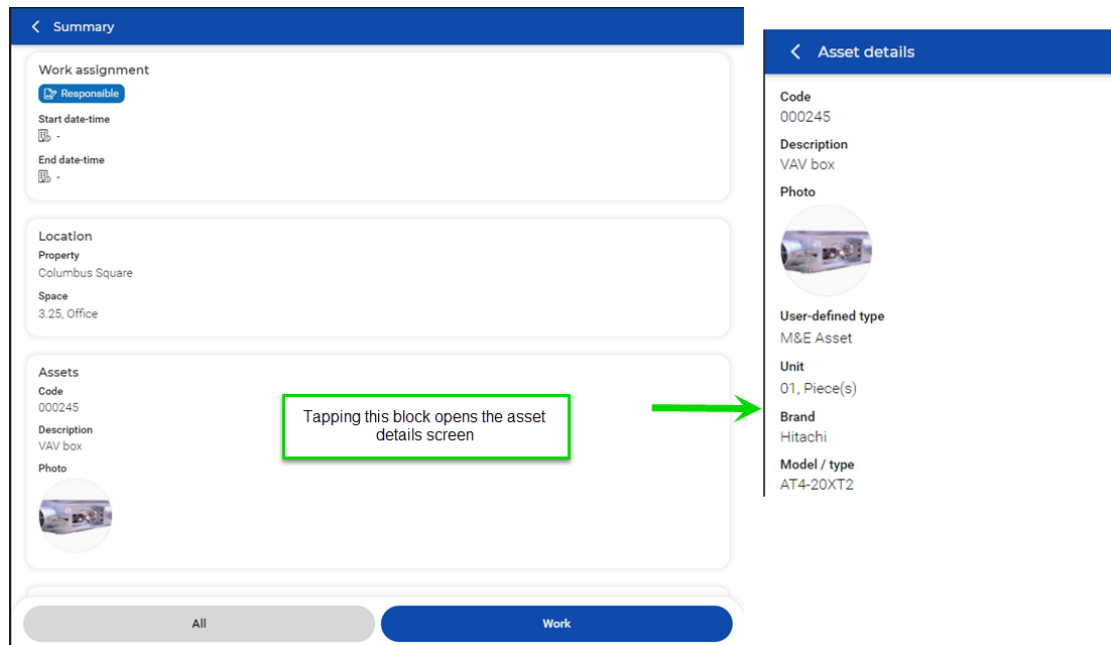 Summary
Work assignment
Responsible
Start date-time
-
End date-time
-
Location
Property
Columbus Square
Space
3.25, Office
Assets
Code
000245
Description
VAV box
Photo
Tapping this block opens the asset
details screen
All
Work
Asset details
Code
000245
Description
VAV box
Photo
User-defined type
M&E Asset
Unit
01, Piece(s)
Brand
Hitachi
Model / type
AT4-20XT2